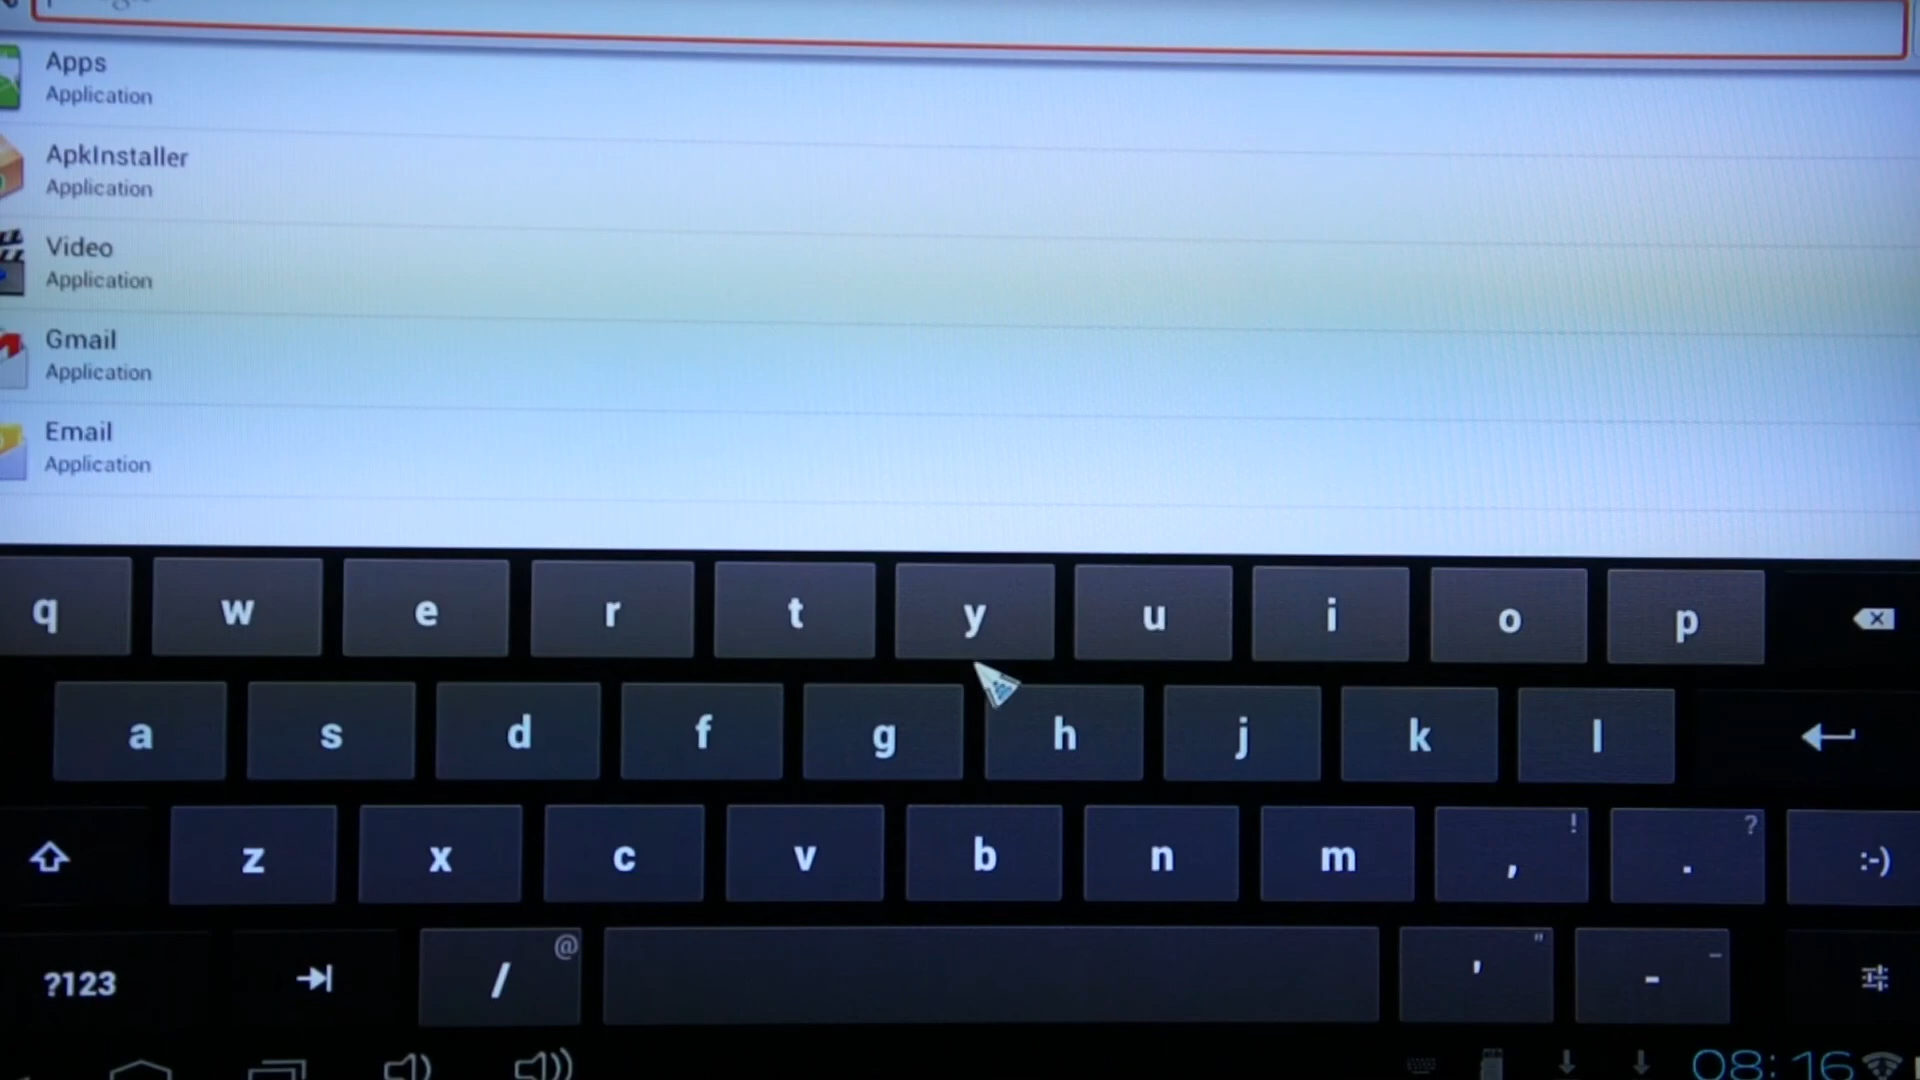 Apps
Application
ApkInstaller
Application
Video
Application
Gmail
Application
Email
Application
q w e r t y u i o p
a s d f g h j k l
! ?
z x c v b n m , . :-)
@ " _
?123 / ' -
08:16